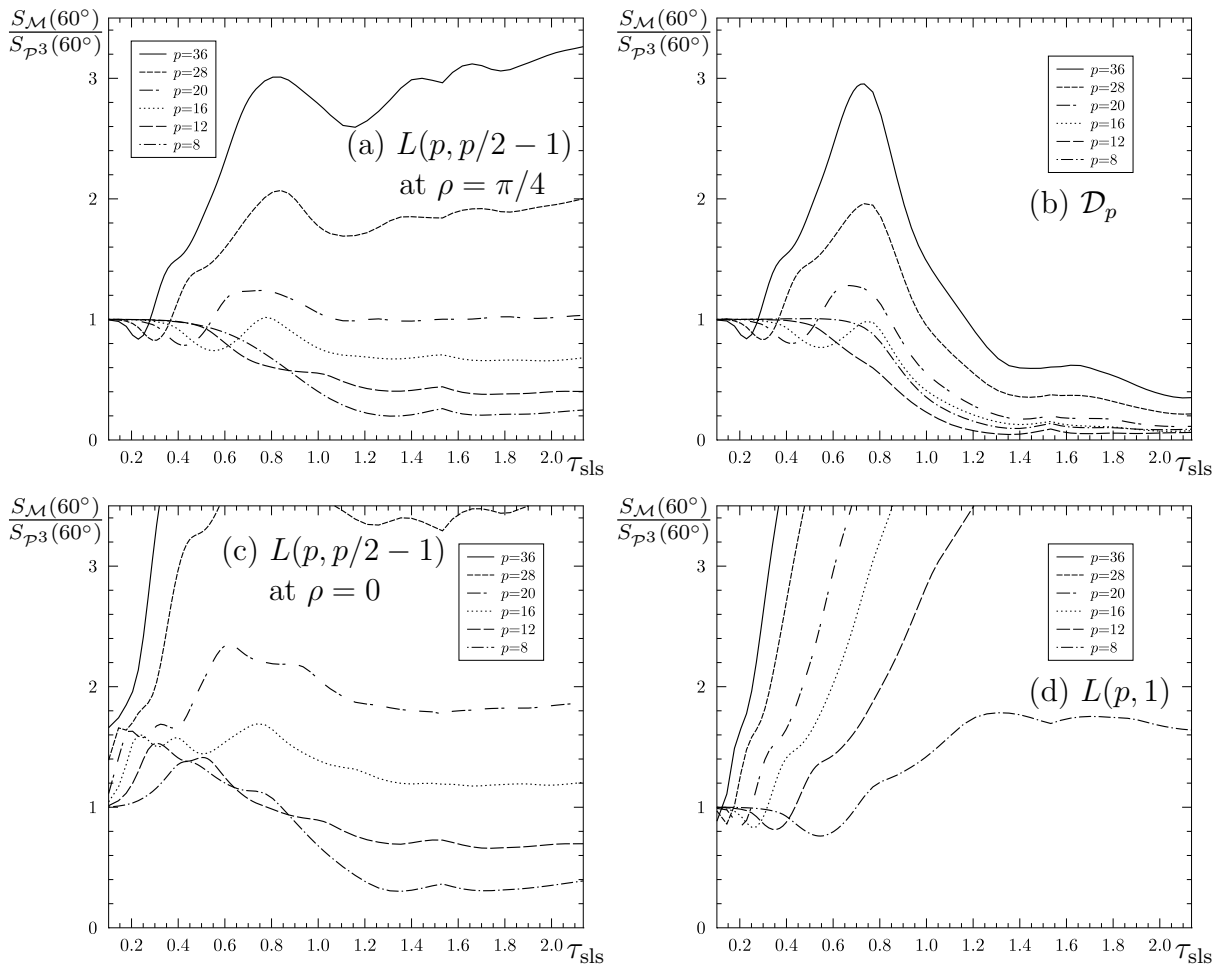 S_M(60°)
S_P3(60°)
3
2
1
0
0.2 0.4 0.6 0.8 1.0 1.2 1.4 1.6 1.8 2.0 τ_sls
p=36
p=28
p=20
p=16
p=12
p=8
(a) L(p, p/2 − 1)
at ρ = π/4
S_M(60°)
S_P3(60°)
3
2
1
0
0.2 0.4 0.6 0.8 1.0 1.2 1.4 1.6 1.8 2.0 τ_sls
p=36
p=28
p=20
p=16
p=12
p=8
(b) D_p
S_M(60°)
S_P3(60°)
3
2
1
0
0.2 0.4 0.6 0.8 1.0 1.2 1.4 1.6 1.8 2.0 τ_sls
(c) L(p, p/2 − 1)
at ρ = 0
p=36
p=28
p=20
p=16
p=12
p=8
S_M(60°)
S_P3(60°)
3
2
1
0
0.2 0.4 0.6 0.8 1.0 1.2 1.4 1.6 1.8 2.0 τ_sls
p=36
p=28
p=20
p=16
p=12
p=8
(d) L(p, 1)